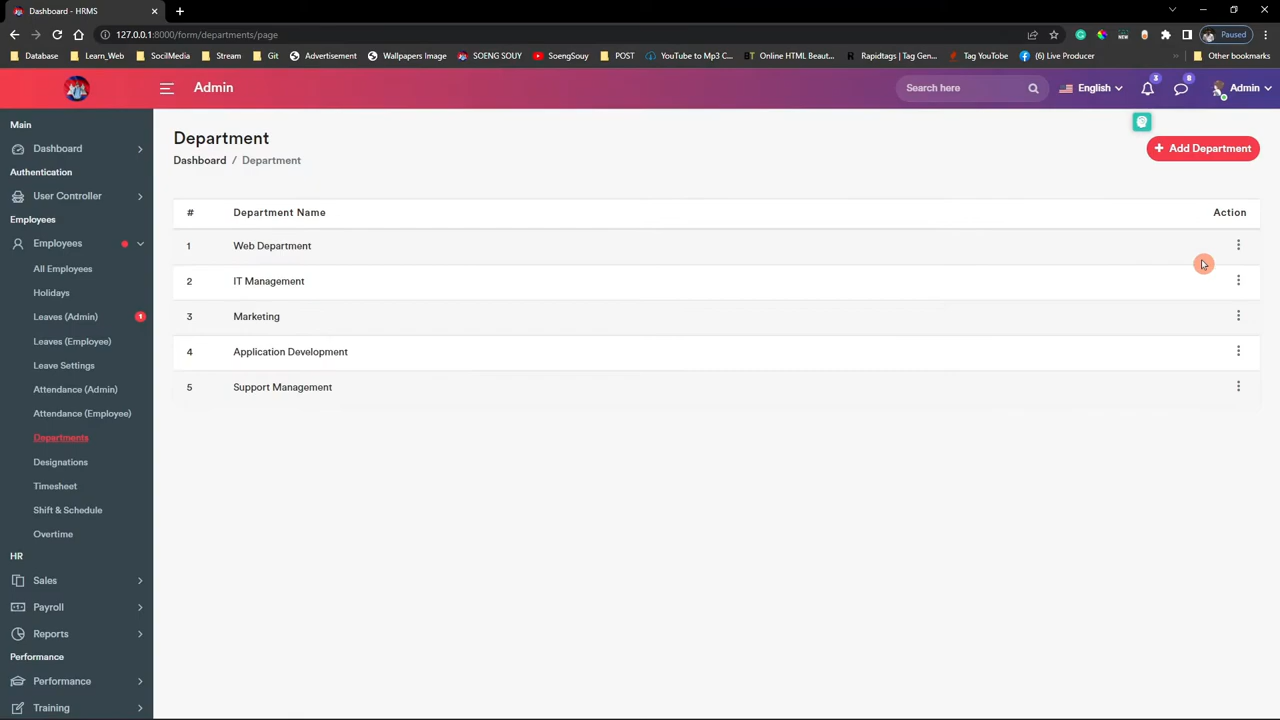 Dashboard - HRMS
127.0.0.1:8000/form/departments/page
Paused
Database
Learn_Web
SocilMedia
Stream
Advertisement
Wallpapers Image
SOENG SOUY
SoengSouy
POST
YouTube to Mp3 C...
Online HTML Beaut...
Rapidtags | Tag Gen...
Tag YouTube
(6) Live Producer
Other bookmarks
Admin
Search here
English
3
8
Admin
Main
Dashboard
Authentication
User Controller
Employees
Employees
All Employees
Holidays
Leaves (Admin) 1
Leaves (Employee)
Leave Settings
Attendance (Admin)
Attendance (Employee)
Departments
Designations
Timesheet
Shift & Schedule
Overtime
HR
Sales
Payroll
Reports
Performance
Performance
Training
Department
Dashboard / Department
+ Add Department
# Department Name Action
1 Web Department
2 IT Management
3 Marketing
4 Application Development
5 Support Management